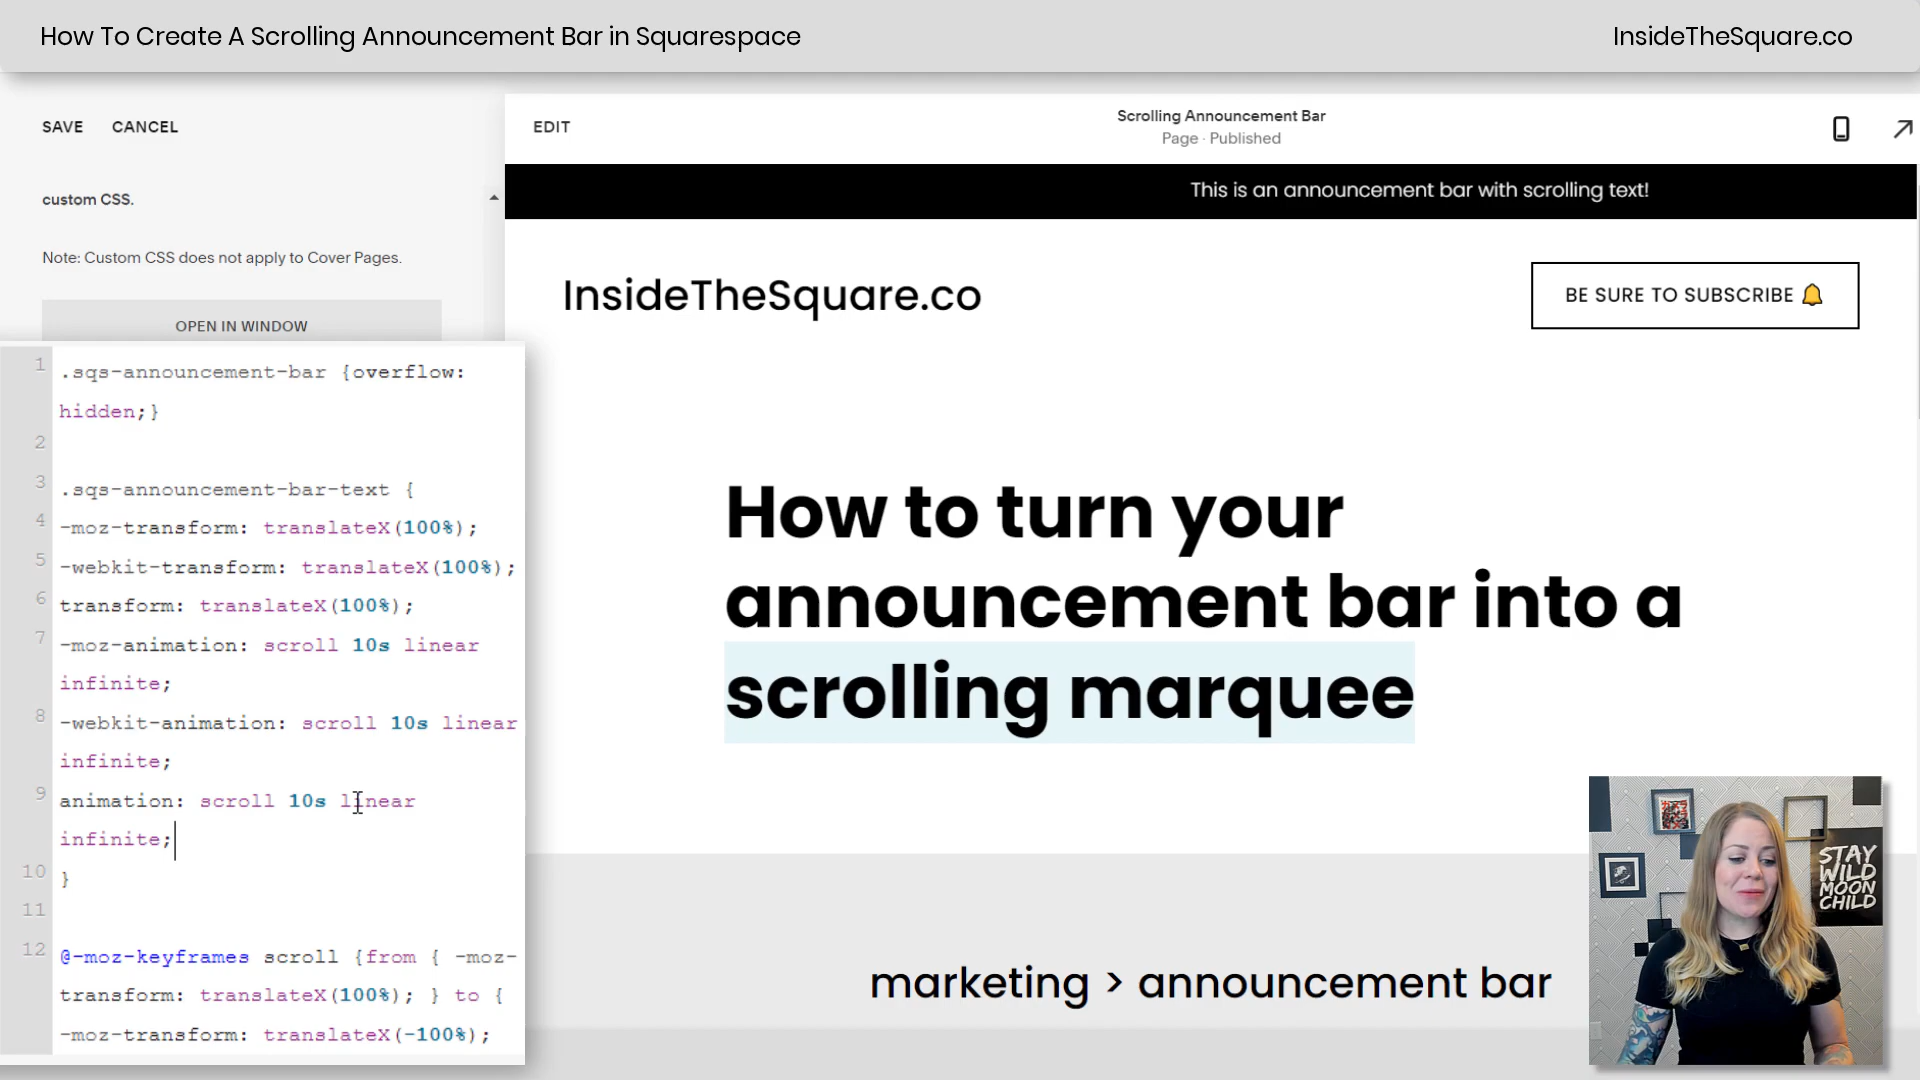 How To Create A Scrolling Announcement Bar in Squarespace
InsideTheSquare.co
SAVE CANCEL
custom CSS.
Note: Custom CSS does not apply to Cover Pages.
OPEN IN WINDOW
1 .sqs-announcement-bar {overflow:
hidden;}
2
3 .sqs-announcement-bar-text {
4 -moz-transform: translateX(100%);
5 -webkit-transform: translateX(100%);
6 transform: translateX(100%);
7 -moz-animation: scroll 10s linear
infinite;
8 -webkit-animation: scroll 10s linear
infinite;
9 animation: scroll 10s linear
infinite;
10 }
11
12 @-moz-keyframes scroll {from { -moz-
transform: translateX(100%); } to {
-moz-transform: translateX(-100%);
EDIT
Scrolling Announcement Bar
Page · Published
This is an announcement bar with scrolling text!
InsideTheSquare.co
BE SURE TO SUBSCRIBE 🔔
How to turn your
announcement bar into a
scrolling marquee
marketing > announcement bar
STAY
WILD
MOON
CHILD